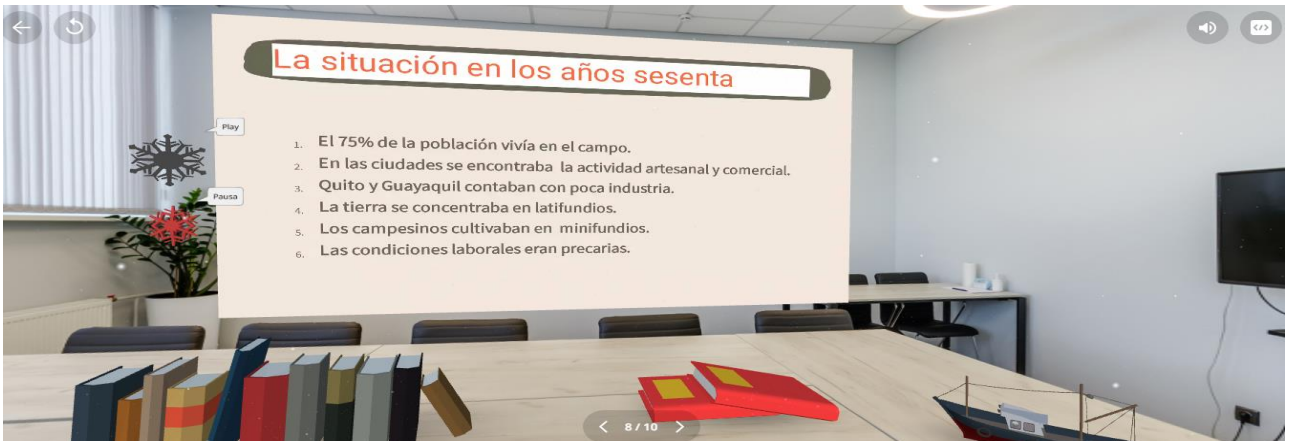 La situación en los años sesenta
Play
1. El 75% de la población vivía en el campo.
2. En las ciudades se encontraba la actividad artesanal y comercial.
3. Quito y Guayaquil contaban con poca industria.
Pausa
4. La tierra se concentraba en latifundios.
5. Los campesinos cultivaban en minifundios.
6. Las condiciones laborales eran precarias.
8 / 10